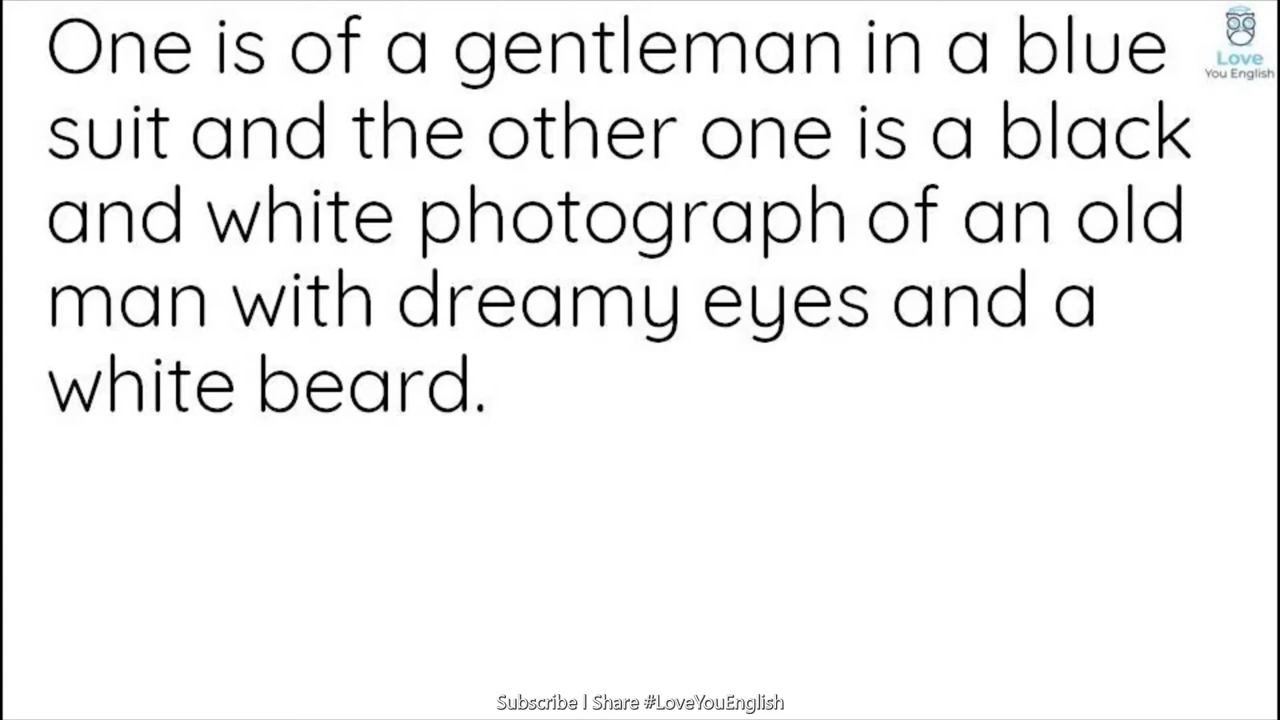 One is of a gentleman in a blue
suit and the other one is a black
and white photograph of an old
man with dreamy eyes and a
white beard.
Love
You English
Subscribe | Share #LoveYouEnglish